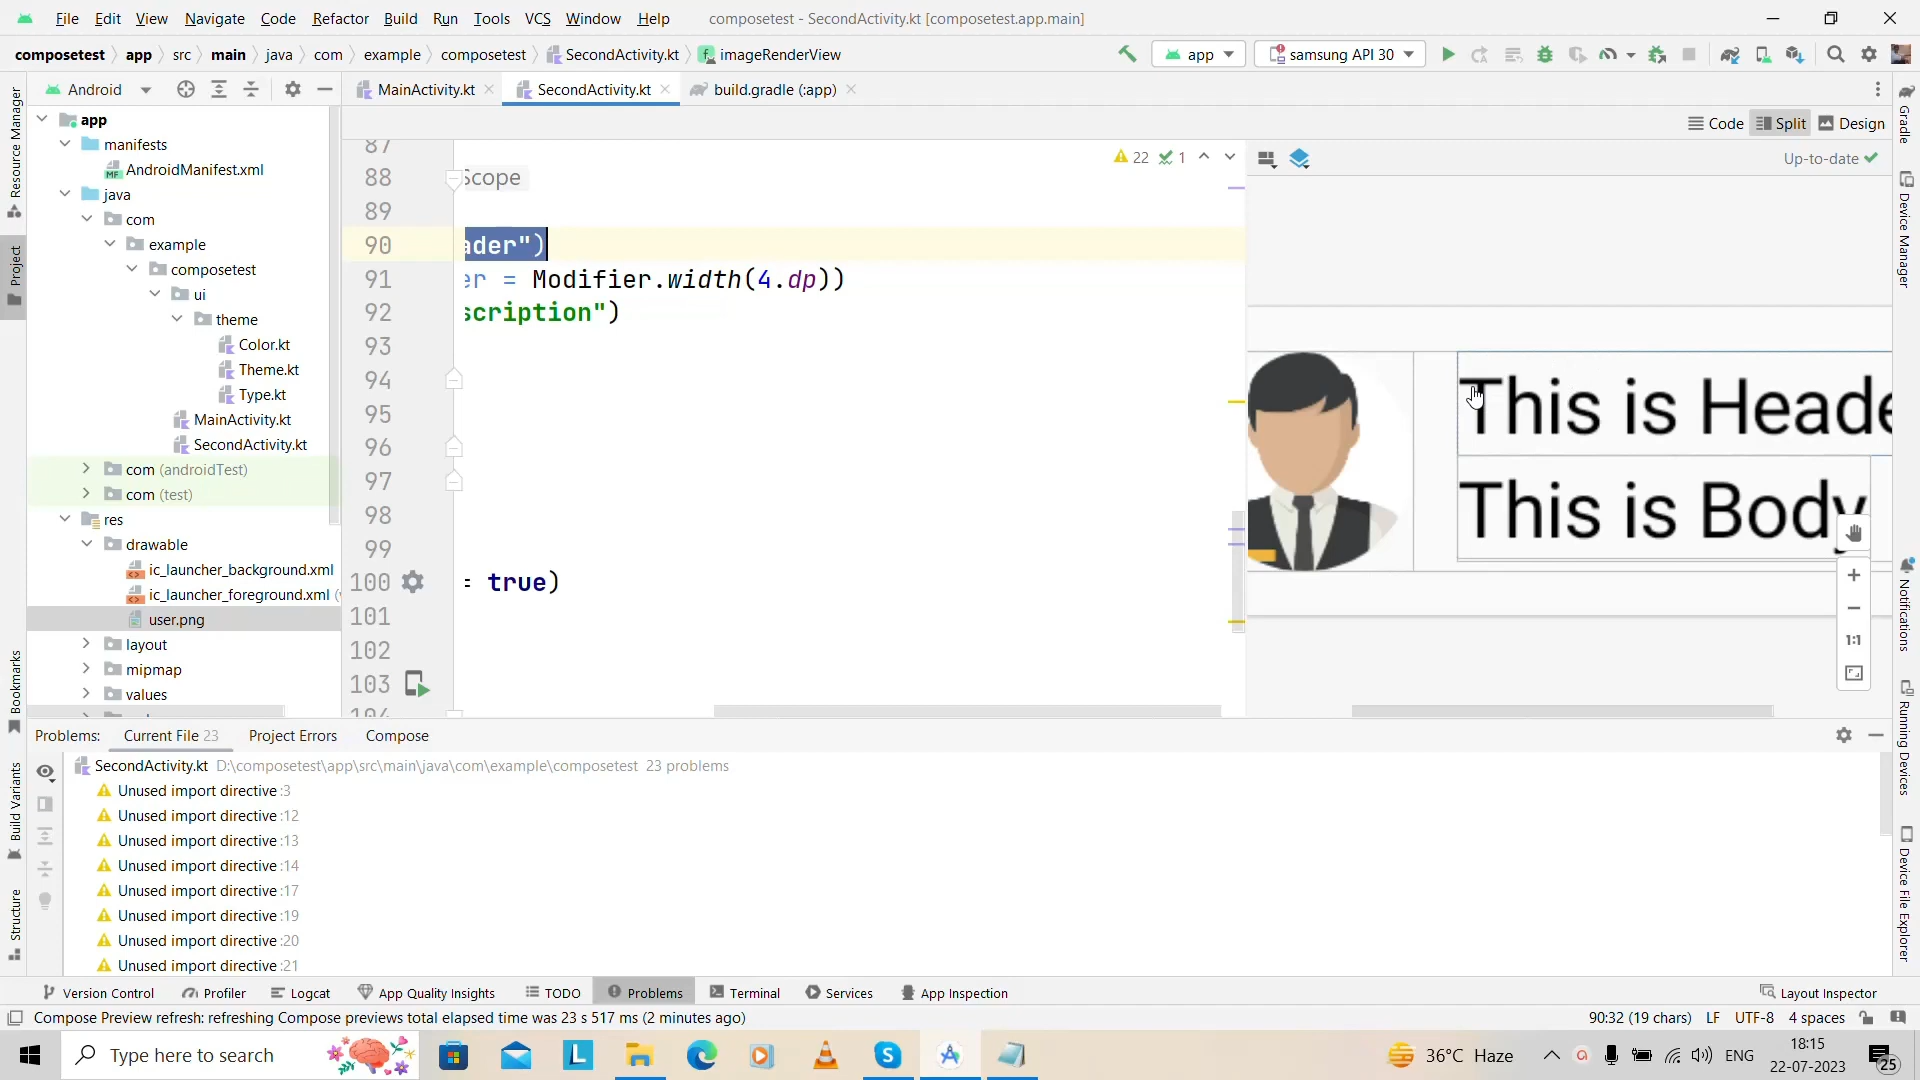 File Edit View Navigate Code Refactor Build Run Tools VCS Window Help composetest - SecondActivity.kt [composetest.app.main]
composetest app src main java com example composetest SecondActivity.kt imageRenderView app samsung API 30
Android MainActivity.kt SecondActivity.kt build.gradle (:app)
Code Split Design
Up-to-date
22 1
app
manifests
AndroidManifest.xml
java
com
example
composetest
ui
theme
Color.kt
Theme.kt
Type.kt
MainActivity.kt
SecondActivity.kt
com (androidTest)
com (test)
res
drawable
ic_launcher_background.xml
ic_launcher_foreground.xml (
user.png
layout
mipmap
values
87
88 Scope
89
90 ader")
91 er = Modifier.width(4.dp))
92 scription")
93
94
95
96
97
98
99
100 = true)
101
102
103
104
This is Heade
This is Body
1:1
Resource Manager
Project
Bookmarks
Build Variants
Structure
Gradle
Device Manager
Notifications
Running Devices
Device File Explorer
Problems: Current File 23 Project Errors Compose
SecondActivity.kt D:\composetest\app\src\main\java\com\example\composetest 23 problems
Unused import directive :3
Unused import directive :12
Unused import directive :13
Unused import directive :14
Unused import directive :17
Unused import directive :19
Unused import directive :20
Unused import directive :21
Version Control Profiler Logcat App Quality Insights TODO Problems Terminal Services App Inspection Layout Inspector
Compose Preview refresh: refreshing Compose previews total elapsed time was 23 s 517 ms (2 minutes ago) 90:32 (19 chars) LF UTF-8 4 spaces
Type here to search 36°C Haze ENG 18:15
22-07-2023 25